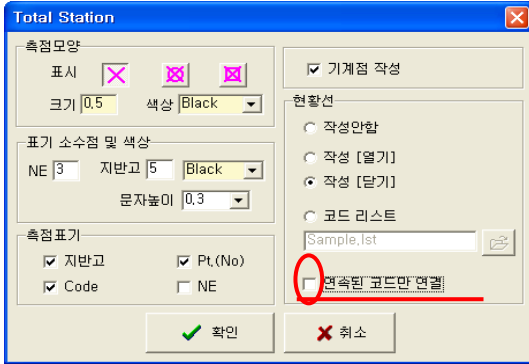 Total Station
측점모양
표시
크기 0.5 색상 Black
표기 소수점 및 색상
NE 3 지반고 5 Black
문자높이 0.3
측점표기
지반고 Pt.(No)
Code NE
기계점 작성
현황선
작성안함
작성 [열기]
작성 [닫기]
코드 리스트
Sample.lst
연속된 코드만 연결
확인 취소